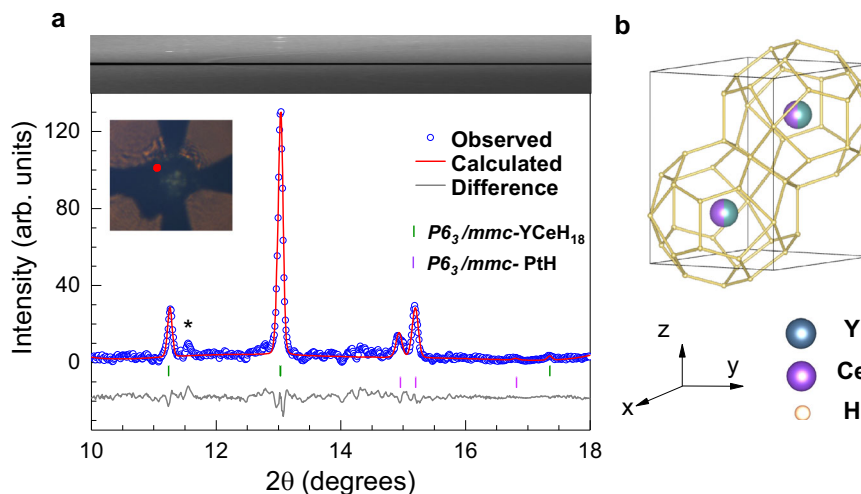 a
b
Intensity (arb. units)
120
80
40
0
*
Observed
Calculated
Difference
P6₃/mmc-YCeH₁₈
P6₃/mmc- PtH
10 12 14 16 18
2θ (degrees)
z
y
x
Y
Ce
H